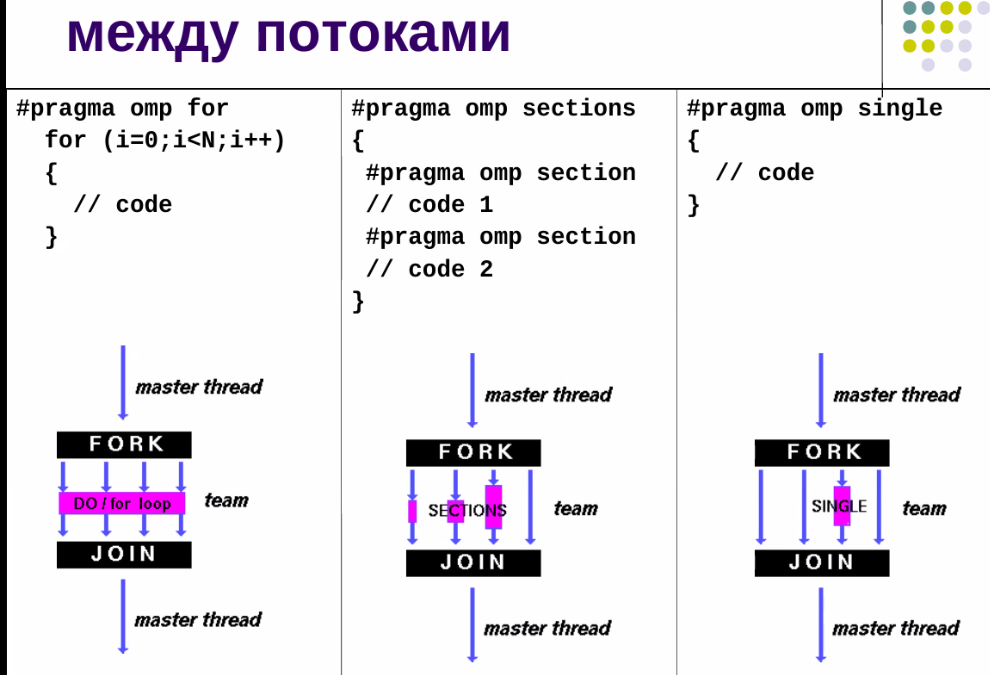 между потоками
#pragma omp for
for (i=0;i<N;i++)
{
// code
}
master thread
FORK
DO / for loop
team
JOIN
master thread
#pragma omp sections
{
#pragma omp section
// code 1
#pragma omp section
// code 2
}
master thread
FORK
SECTIONS
team
JOIN
master thread
#pragma omp single
{
// code
}
master thread
FORK
SINGLE
team
JOIN
master thread